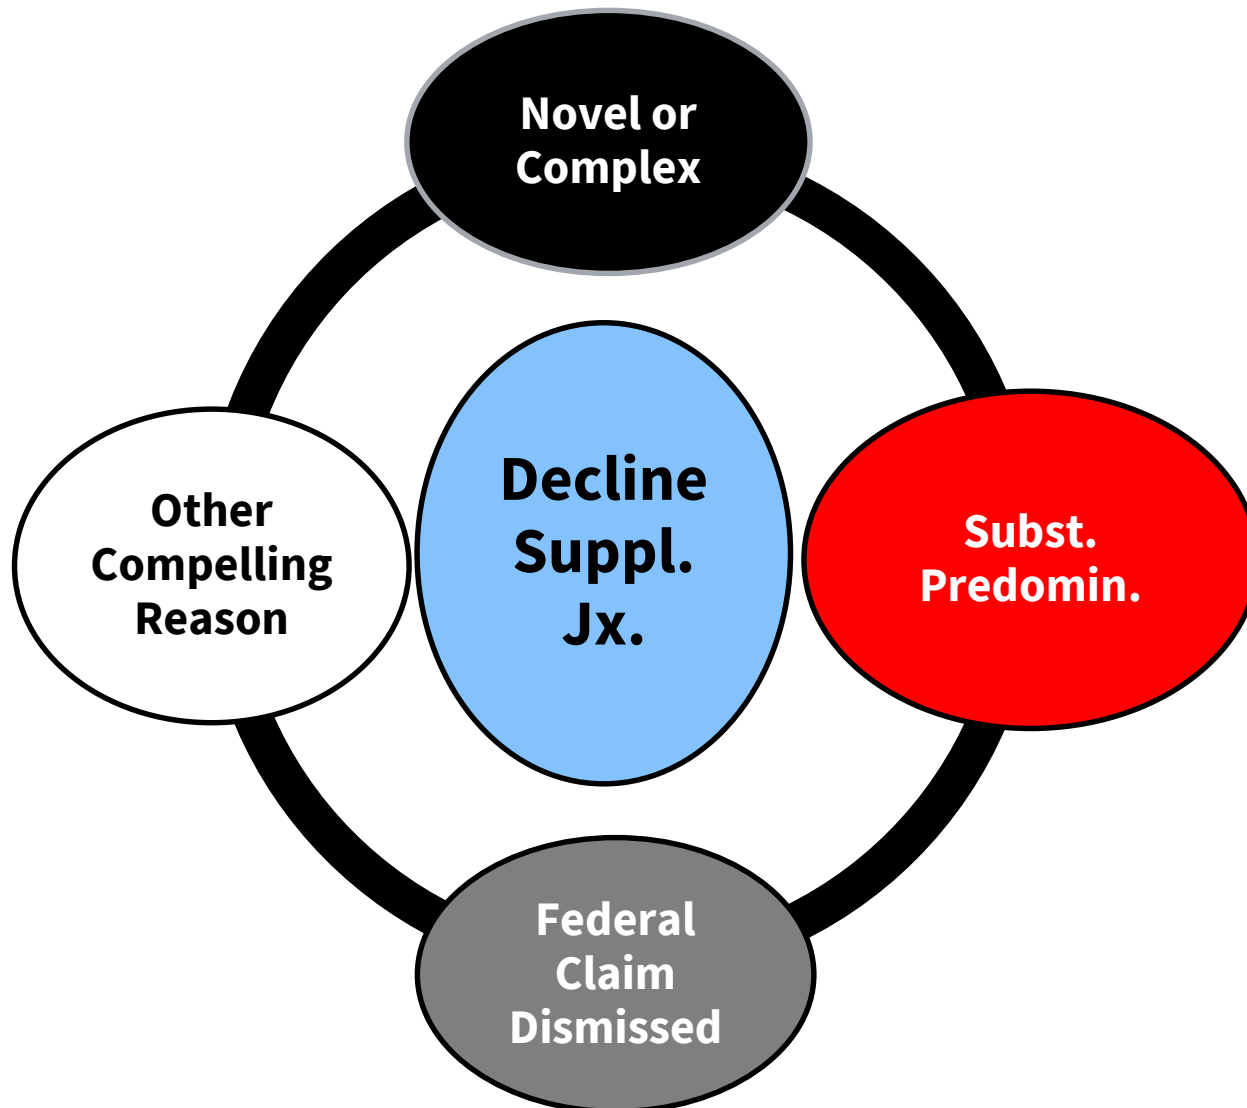 Novel or
Complex
Other
Compelling
Reason
Decline
Suppl.
Jx.
Subst.
Predomin.
Federal
Claim
Dismissed